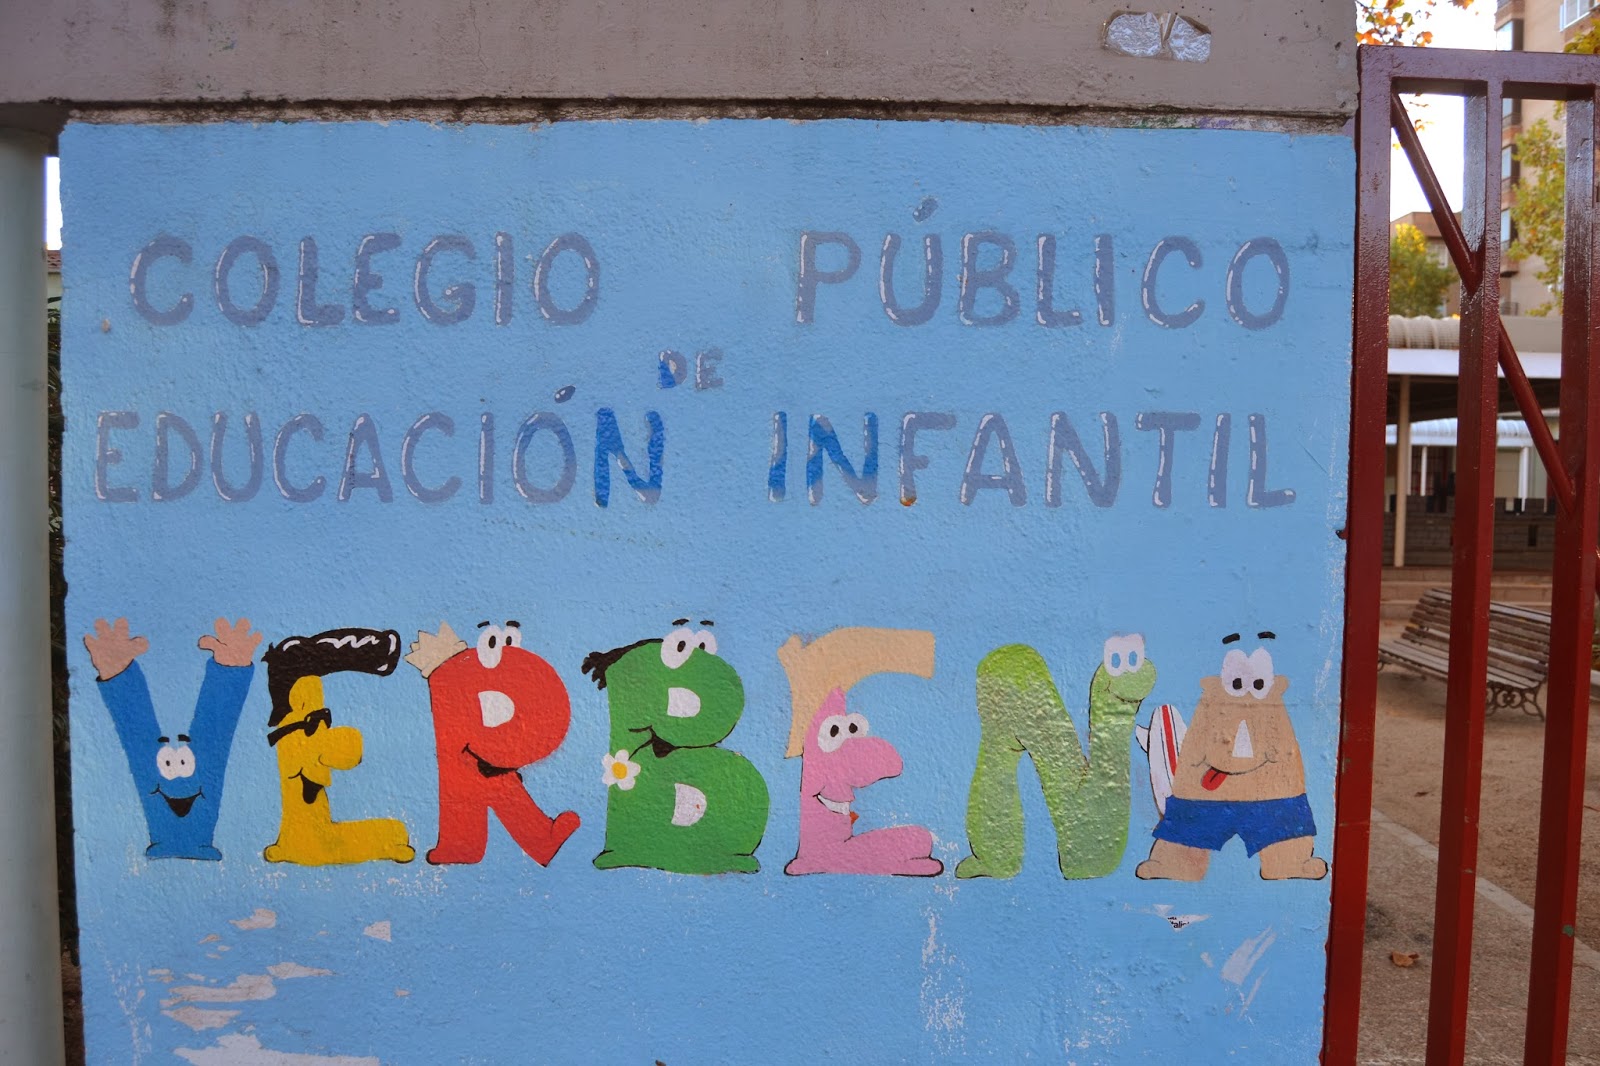 COLEGIO PÚBLICO
DE
EDUCACIÓN INFANTIL
VERBENA